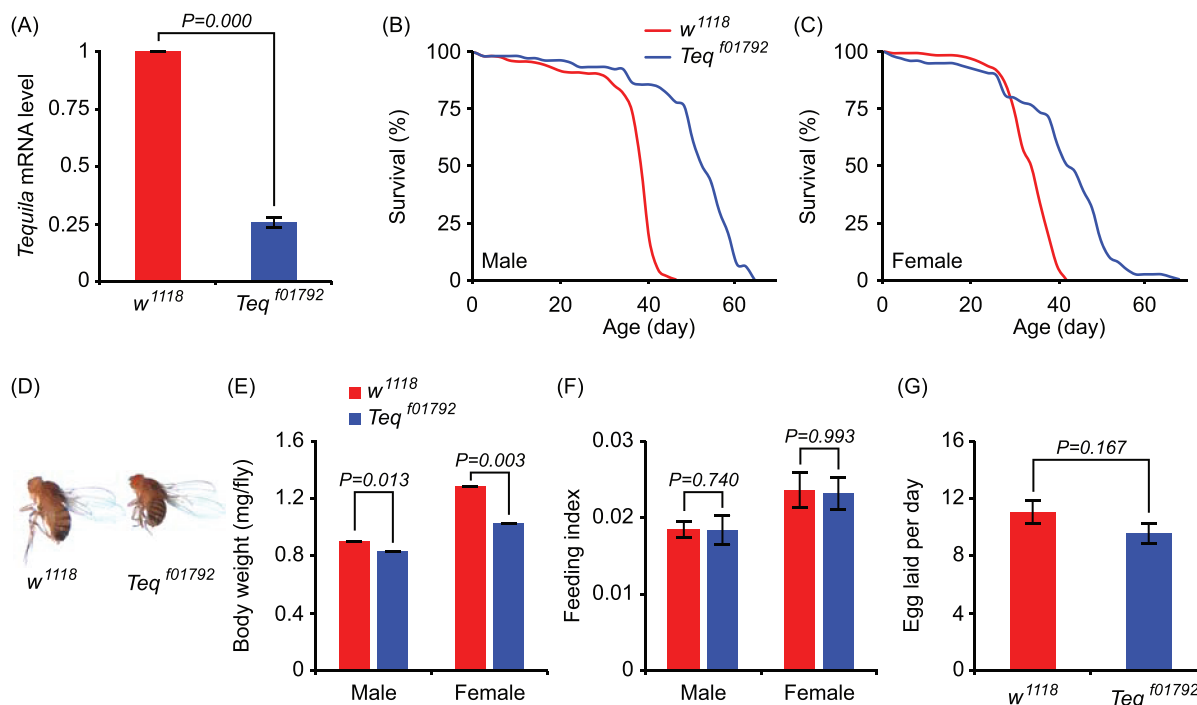 (A)
P=0.000
Tequila mRNA level
1
0.75
0.5
0.25
0
w1118
Teq f01792
(B)
w1118
Teq f01792
Survival (%)
100
75
50
25
0
Male
0
20
40
60
Age (day)
(C)
Survival (%)
100
75
50
25
0
Female
0
20
40
60
Age (day)
(D)
w1118
Teq f01792
(E)
w1118
Teq f01792
Body weight (mg/fly)
1.6
1.2
0.8
0.4
0
P=0.013
P=0.003
Male
Female
(F)
Feeding index
0.03
0.02
0.01
0
P=0.740
P=0.993
Male
Female
(G)
Egg laid per day
16
12
8
4
0
P=0.167
w1118
Teq f01792